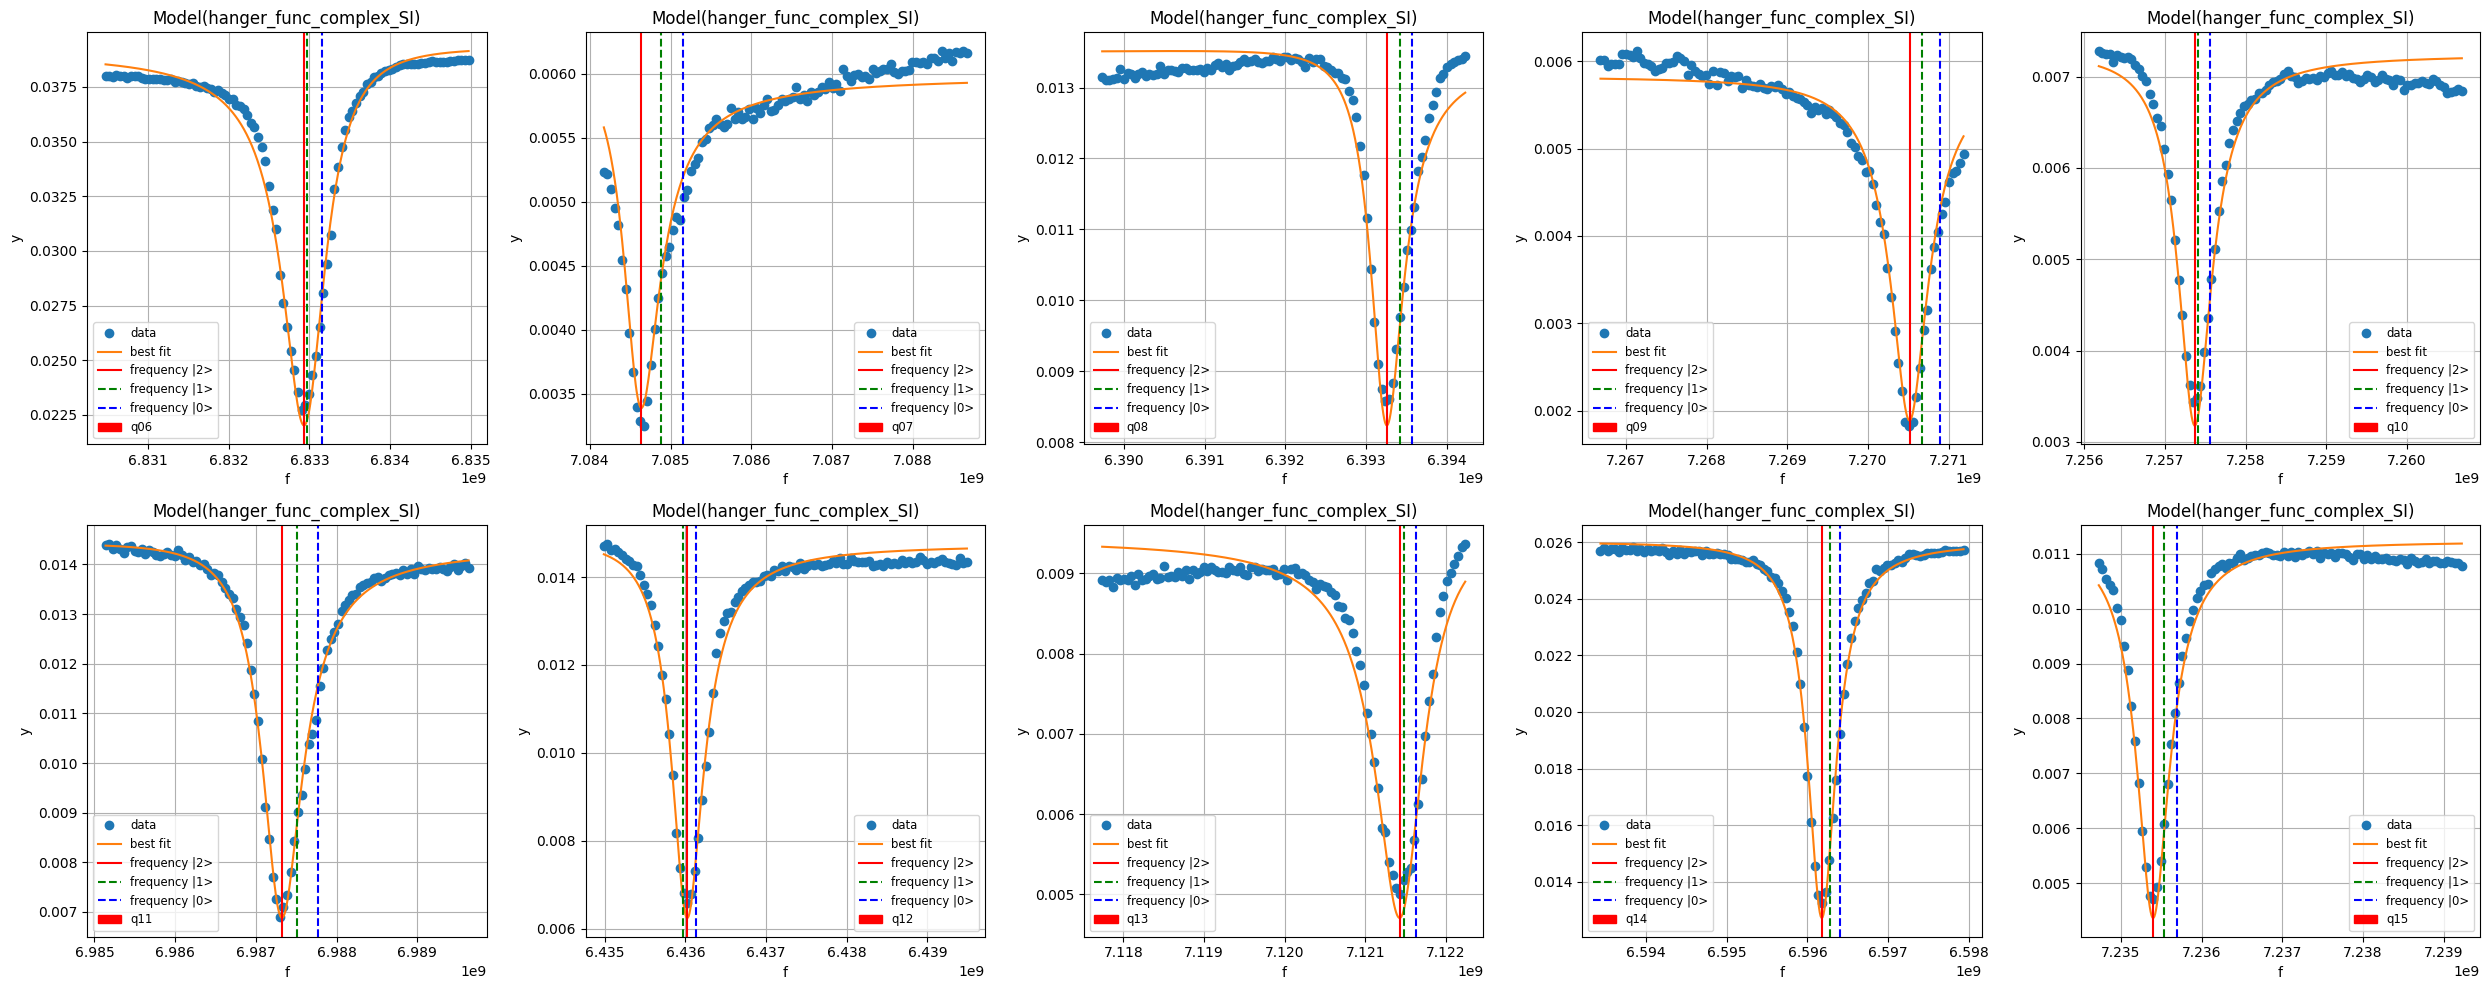 Model(hanger_func_complex_SI)
0.0375
0.0350
0.0325
0.0300
0.0275
0.0250
0.0225
y
data
best fit
frequency |2>
frequency |1>
frequency |0>
q06
6.831 6.832 6.833 6.834 6.835
f
1e9
Model(hanger_func_complex_SI)
0.0060
0.0055
0.0050
0.0045
0.0040
0.0035
y
data
best fit
frequency |2>
frequency |1>
frequency |0>
q07
7.084 7.085 7.086 7.087 7.088
f
1e9
Model(hanger_func_complex_SI)
0.013
0.012
0.011
0.010
0.009
0.008
y
data
best fit
frequency |2>
frequency |1>
frequency |0>
q08
6.390 6.391 6.392 6.393 6.394
f
1e9
Model(hanger_func_complex_SI)
0.006
0.005
0.004
0.003
0.002
y
data
best fit
frequency |2>
frequency |1>
frequency |0>
q09
7.267 7.268 7.269 7.270 7.271
f
1e9
Model(hanger_func_complex_SI)
0.007
0.006
0.005
0.004
0.003
y
data
best fit
frequency |2>
frequency |1>
frequency |0>
q10
7.256 7.257 7.258 7.259 7.260
f
1e9
Model(hanger_func_complex_SI)
0.014
0.013
0.012
0.011
0.010
0.009
0.008
0.007
y
data
best fit
frequency |2>
frequency |1>
frequency |0>
q11
6.985 6.986 6.987 6.988 6.989
f
1e9
Model(hanger_func_complex_SI)
0.014
0.012
0.010
0.008
0.006
y
data
best fit
frequency |2>
frequency |1>
frequency |0>
q12
6.435 6.436 6.437 6.438 6.439
f
1e9
Model(hanger_func_complex_SI)
0.009
0.008
0.007
0.006
0.005
y
data
best fit
frequency |2>
frequency |1>
frequency |0>
q13
7.118 7.119 7.120 7.121 7.122
f
1e9
Model(hanger_func_complex_SI)
0.026
0.024
0.022
0.020
0.018
0.016
0.014
y
data
best fit
frequency |2>
frequency |1>
frequency |0>
q14
6.594 6.595 6.596 6.597 6.598
f
1e9
Model(hanger_func_complex_SI)
0.011
0.010
0.009
0.008
0.007
0.006
0.005
y
data
best fit
frequency |2>
frequency |1>
frequency |0>
q15
7.235 7.236 7.237 7.238 7.239
f
1e9